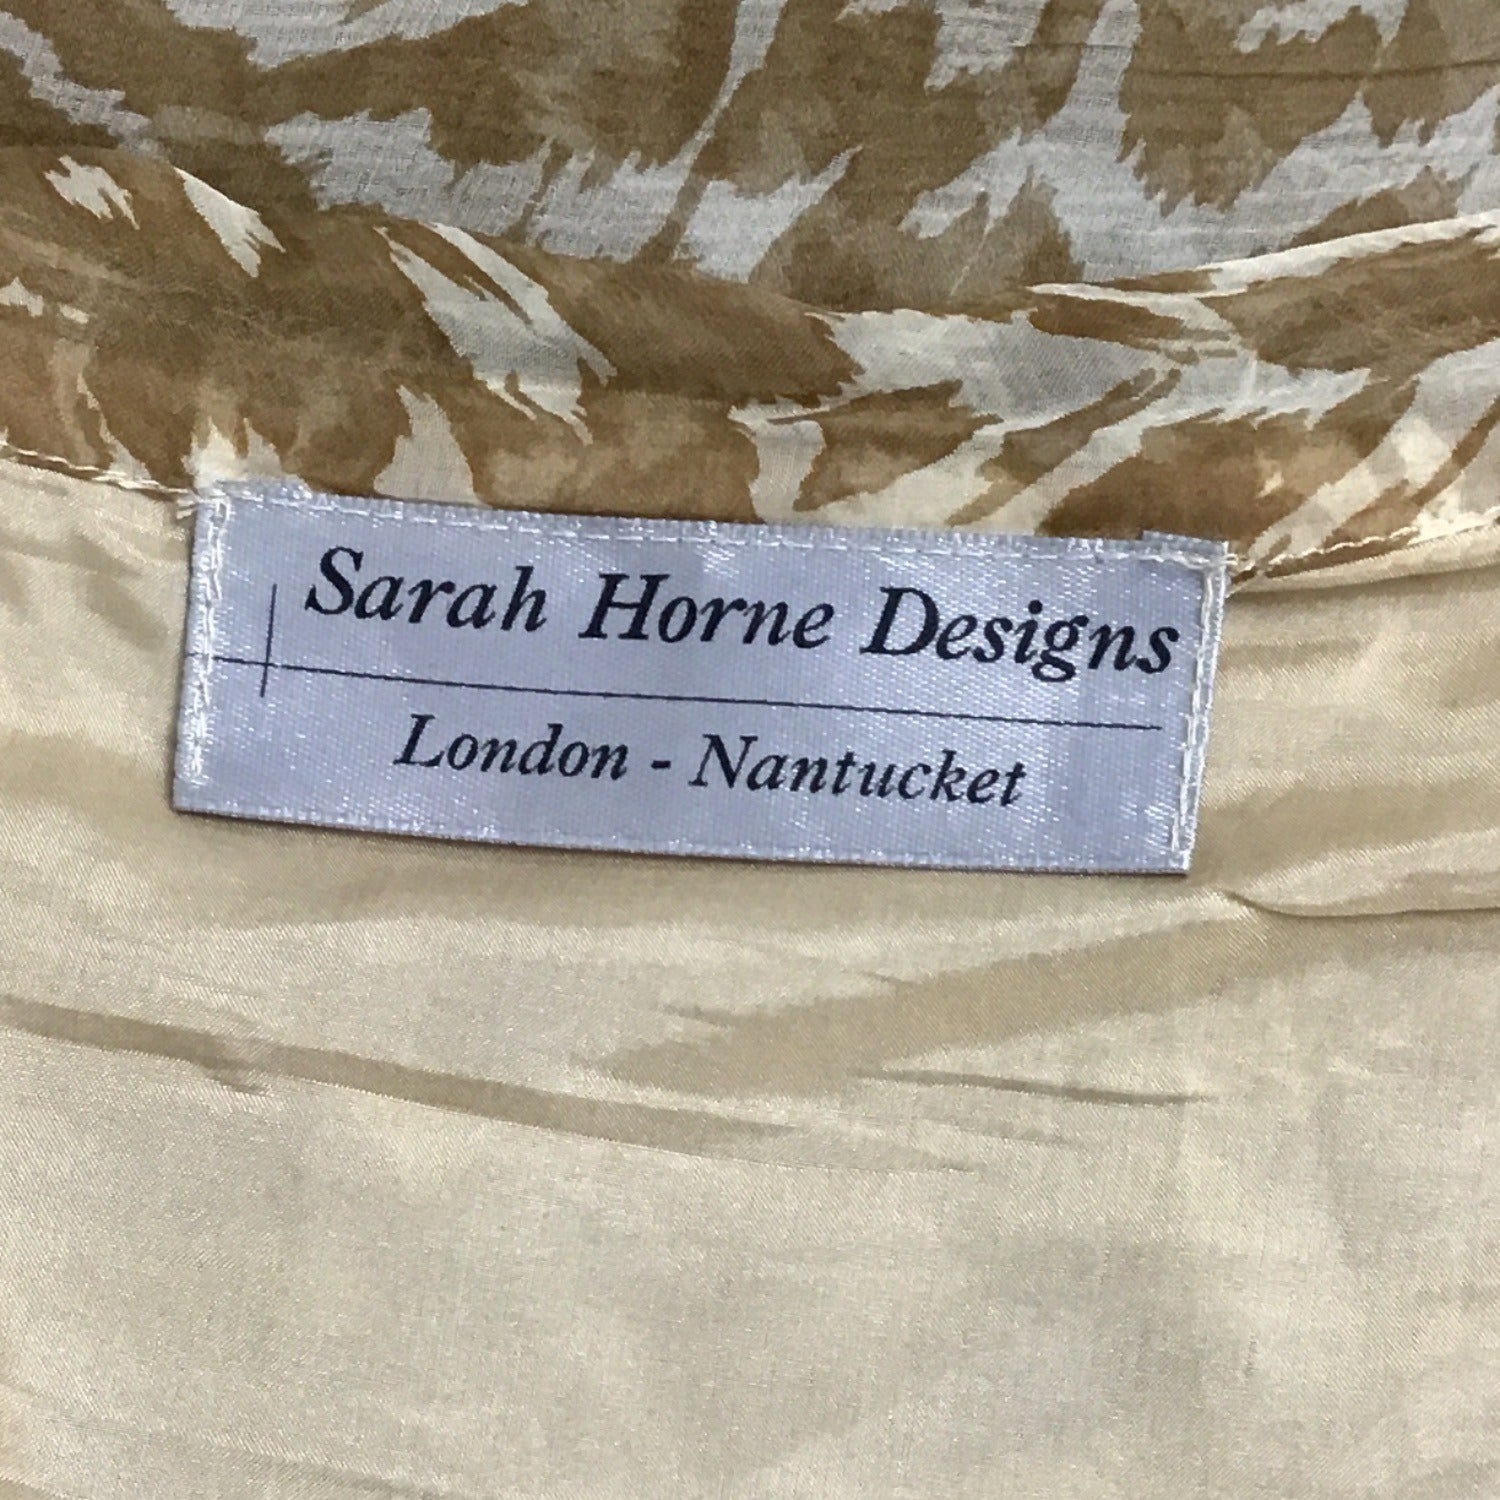 Sarah Horne Designs
London - Nantucket